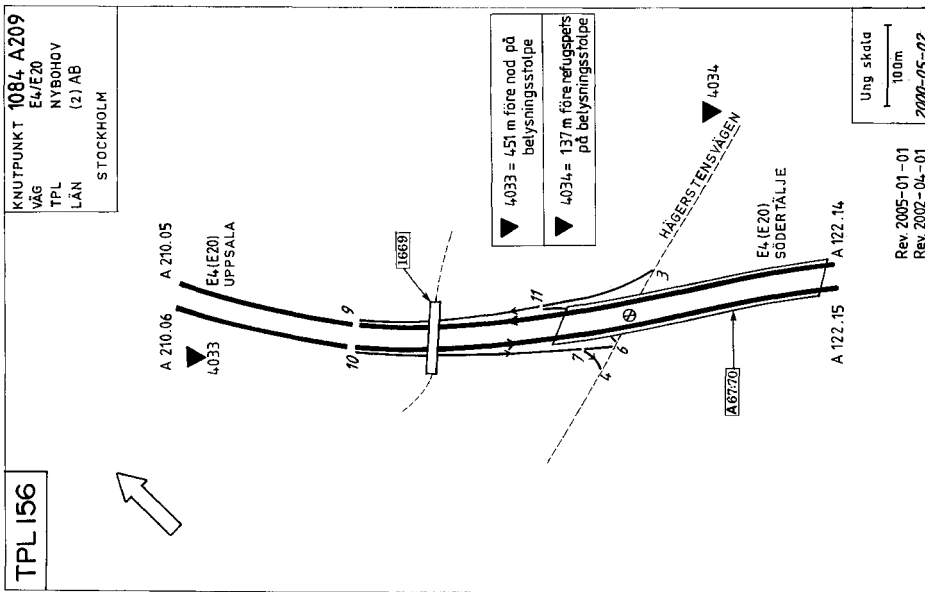 TPL 156
KNUTPUNKT 1084 A209
VÄG E4/E20
TPL NYBOHOV
LÄN (2) AB
STOCKHOLM
A 210.06
A 210.05
E4(E20)
UPPSALA
4033
10
9
1669
4033 = 451 m före nod på
belysningsstolpe
4034 = 137 m före refugspets
på belysningsstolpe
11
7
4
6
3
HÄGERSTENSVÄGEN
4034
A67:70
E4(E20)
SÖDERTÄLJE
A 122.15
A 122.14
Ung skala
100m
Rev. 2005-01-01
Rev. 2002-04-01
2000-05-02